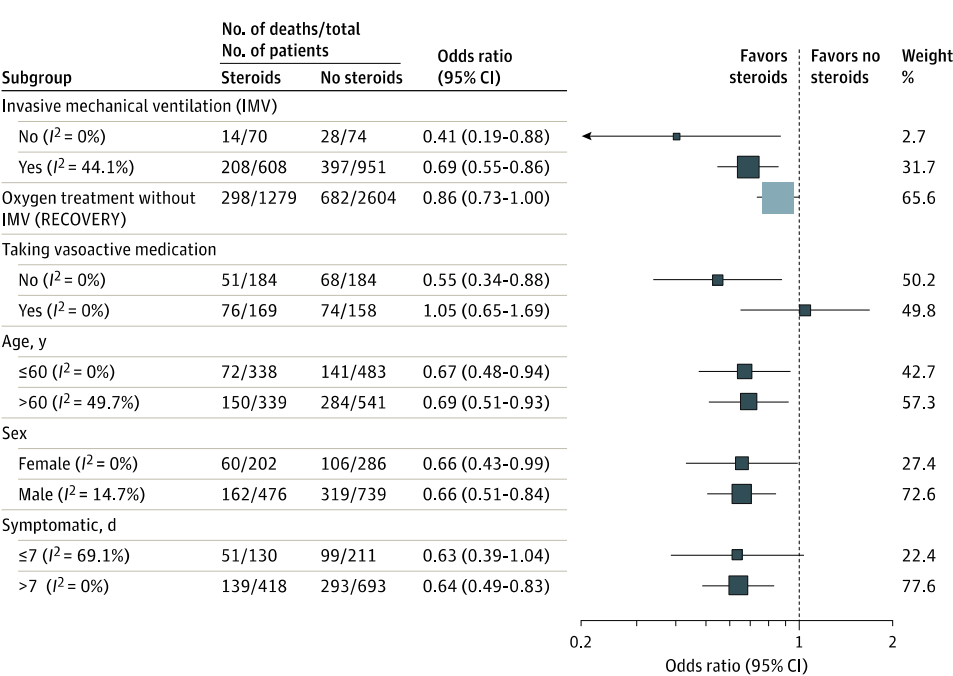 No. of deaths/total
No. of patients
Odds ratio
(95% CI)
Favors
steroids
Favors no
steroids
Weight
%
Subgroup Steroids No steroids
Invasive mechanical ventilation (IMV)
No (I² = 0%) 14/70 28/74 0.41 (0.19-0.88) 2.7
Yes (I² = 44.1%) 208/608 397/951 0.69 (0.55-0.86) 31.7
Oxygen treatment without 298/1279 682/2604 0.86 (0.73-1.00) 65.6
IMV (RECOVERY)
Taking vasoactive medication
No (I² = 0%) 51/184 68/184 0.55 (0.34-0.88) 50.2
Yes (I² = 0%) 76/169 74/158 1.05 (0.65-1.69) 49.8
Age, y
≤60 (I² = 0%) 72/338 141/483 0.67 (0.48-0.94) 42.7
>60 (I² = 49.7%) 150/339 284/541 0.69 (0.51-0.93) 57.3
Sex
Female (I² = 0%) 60/202 106/286 0.66 (0.43-0.99) 27.4
Male (I² = 14.7%) 162/476 319/739 0.66 (0.51-0.84) 72.6
Symptomatic, d
≤7 (I² = 69.1%) 51/130 99/211 0.63 (0.39-1.04) 22.4
>7 (I² = 0%) 139/418 293/693 0.64 (0.49-0.83) 77.6
0.2 1 2
Odds ratio (95% CI)